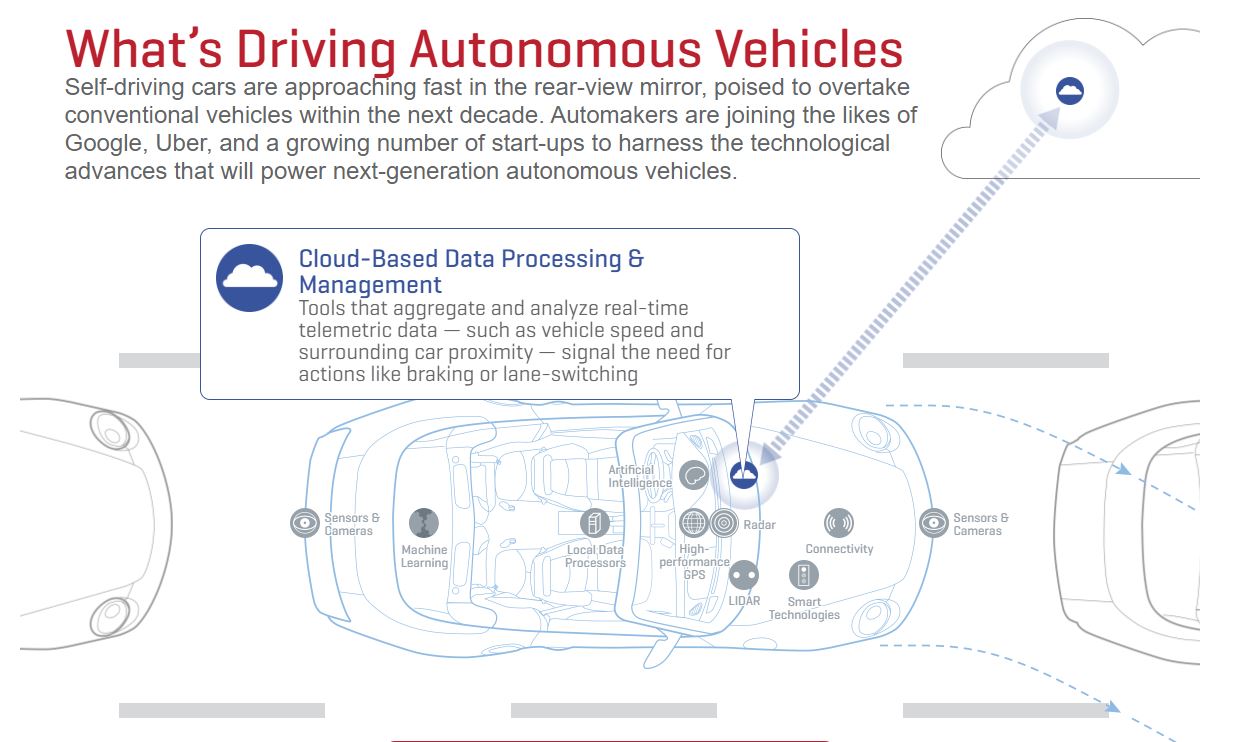 What's Driving Autonomous Vehicles
Self-driving cars are approaching fast in the rear-view mirror, poised to overtake
conventional vehicles within the next decade. Automakers are joining the likes of
Google, Uber, and a growing number of start-ups to harness the technological
advances that will power next-generation autonomous vehicles.
Cloud-Based Data Processing &
Management
Tools that aggregate and analyze real-time
telemetric data — such as vehicle speed and
surrounding car proximity — signal the need for
actions like braking or lane-switching
Artificial
Intelligence
Sensors &
Cameras
Machine
Learning
Local Data
Processors
High-
performance
GPS
Radar
Connectivity
Sensors &
Cameras
LIDAR
Smart
Technologies